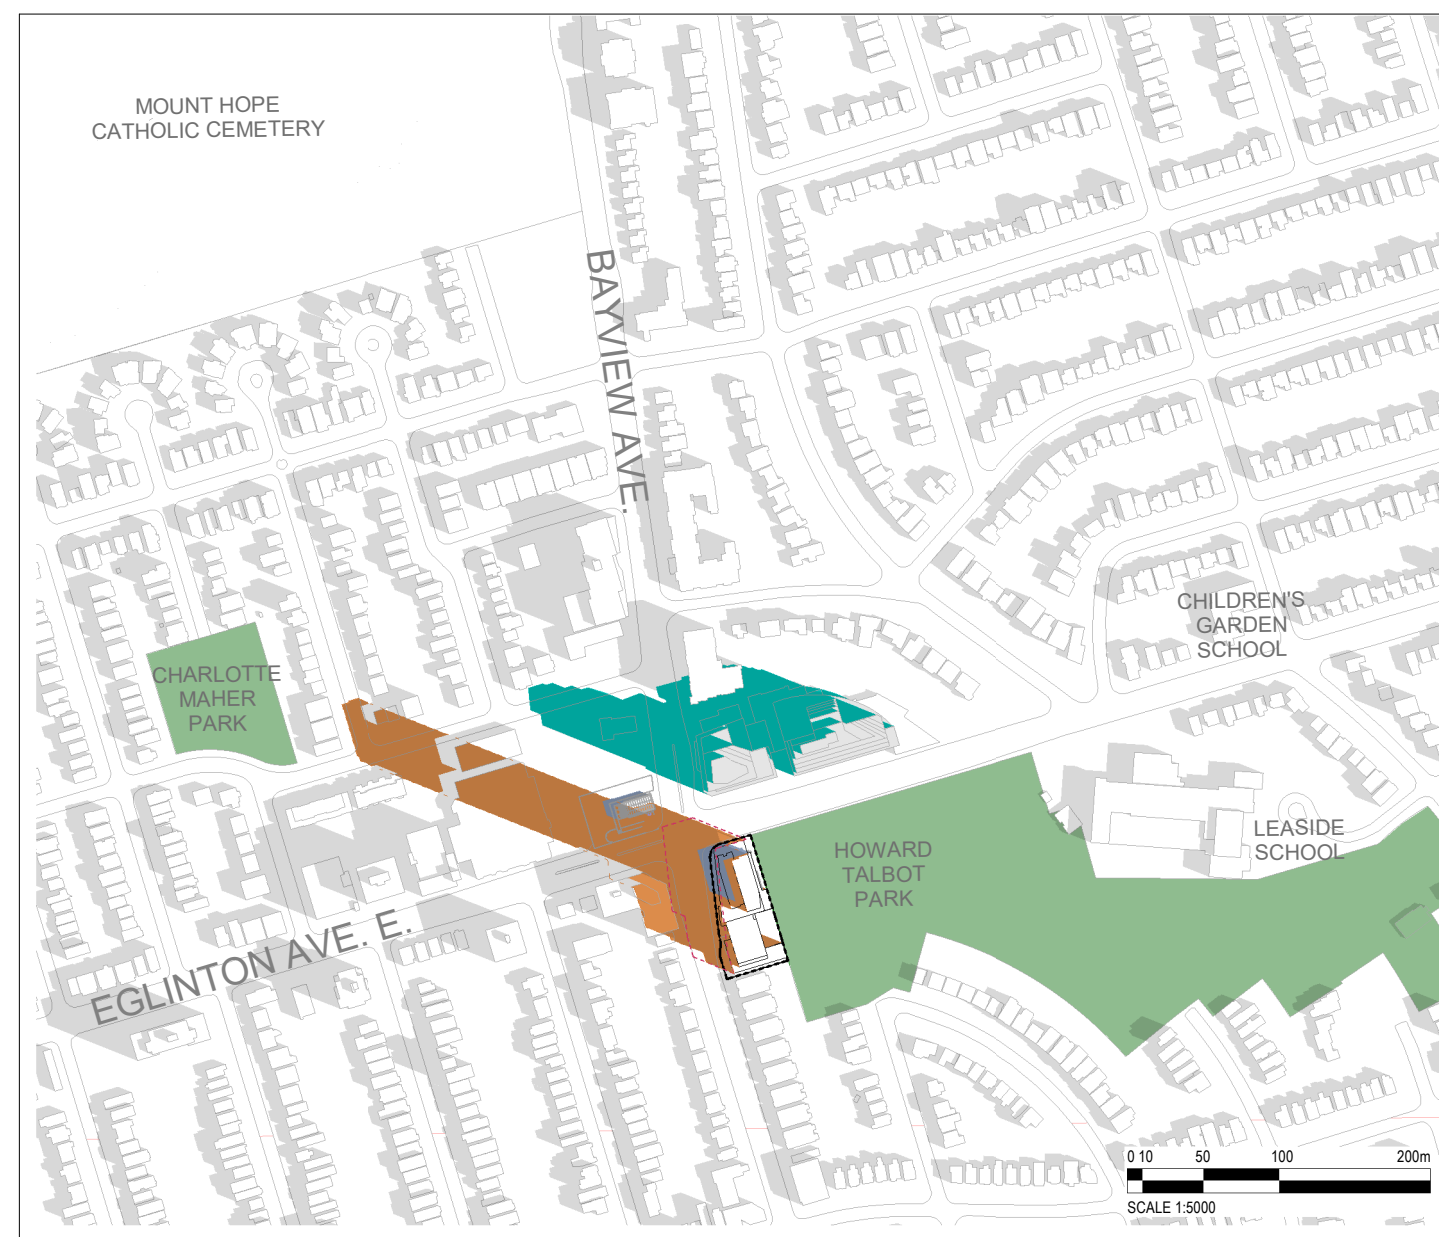 MOUNT HOPE
CATHOLIC CEMETERY
BAYVIEW AVE.
CHILDREN'S
GARDEN
SCHOOL
CHARLOTTE
MAHER
PARK
LEASIDE
SCHOOL
HOWARD
TALBOT
PARK
EGLINTON AVE. E.
0 10 50 100 200m
SCALE 1:5000